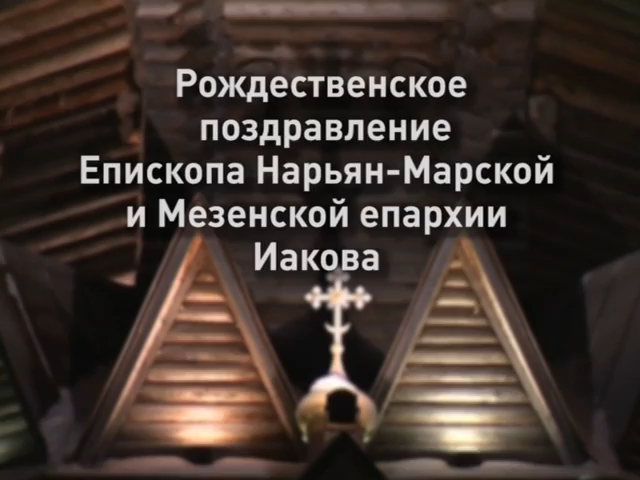 Рождественское
поздравление
Епископа Нарьян-Марской
и Мезенской епархии
Иакова